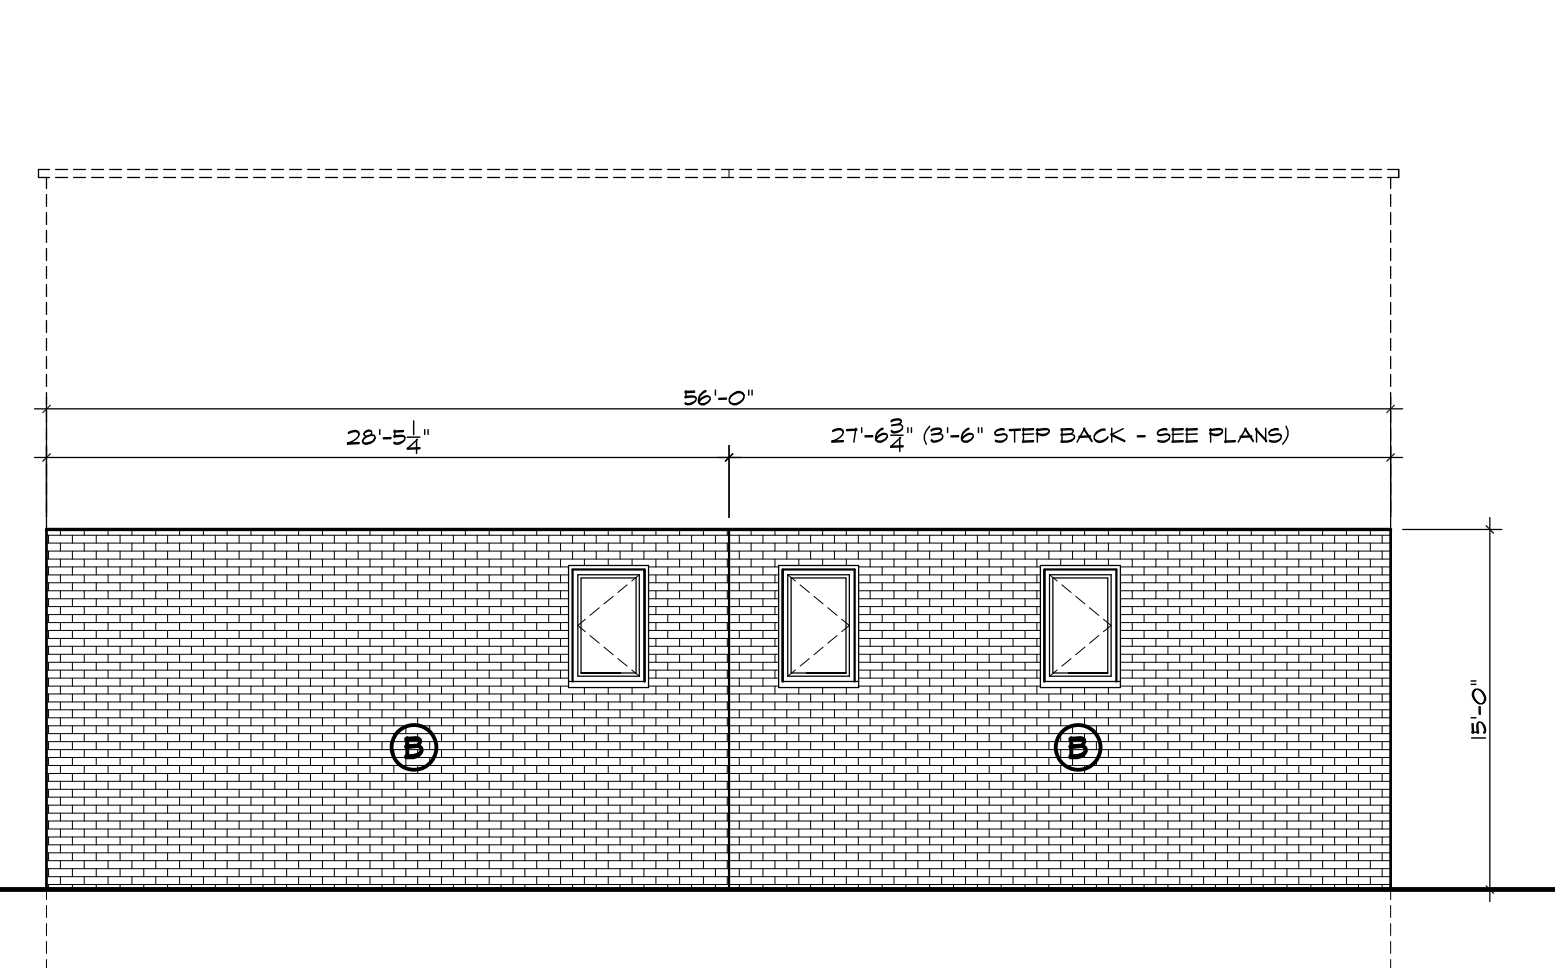 56'-0"
28'-5 1/4"
27'-6 3/4" (3'-6" STEP BACK - SEE PLANS)
B
B
15'-0"